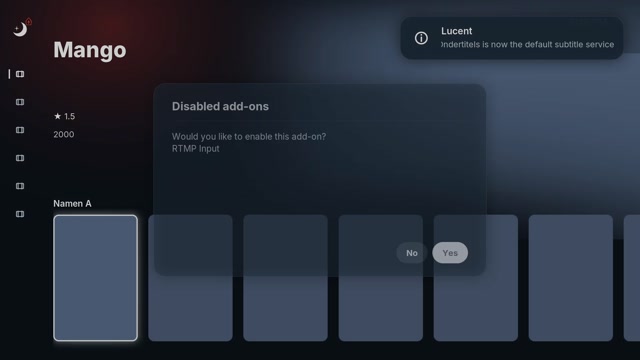 Lucent
Indertitels is now the default subtitle service
Mango
★ 1.5
2000
Disabled add-ons
Would you like to enable this add-on?
RTMP Input
No
Yes
Namen A